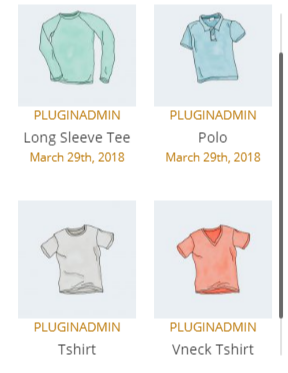 PLUGINADMIN
Long Sleeve Tee
March 29th, 2018
PLUGINADMIN
Polo
March 29th, 2018
PLUGINADMIN
Tshirt
PLUGINADMIN
Vneck Tshirt